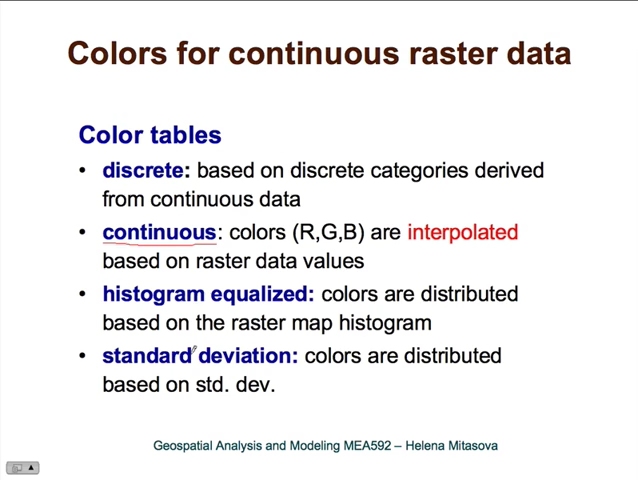 Colors for continuous raster data
Color tables
• discrete: based on discrete categories derived
from continuous data
• continuous: colors (R,G,B) are interpolated
based on raster data values
• histogram equalized: colors are distributed
based on the raster map histogram
• standard deviation: colors are distributed
based on std. dev.
Geospatial Analysis and Modeling MEA592 – Helena Mitasova